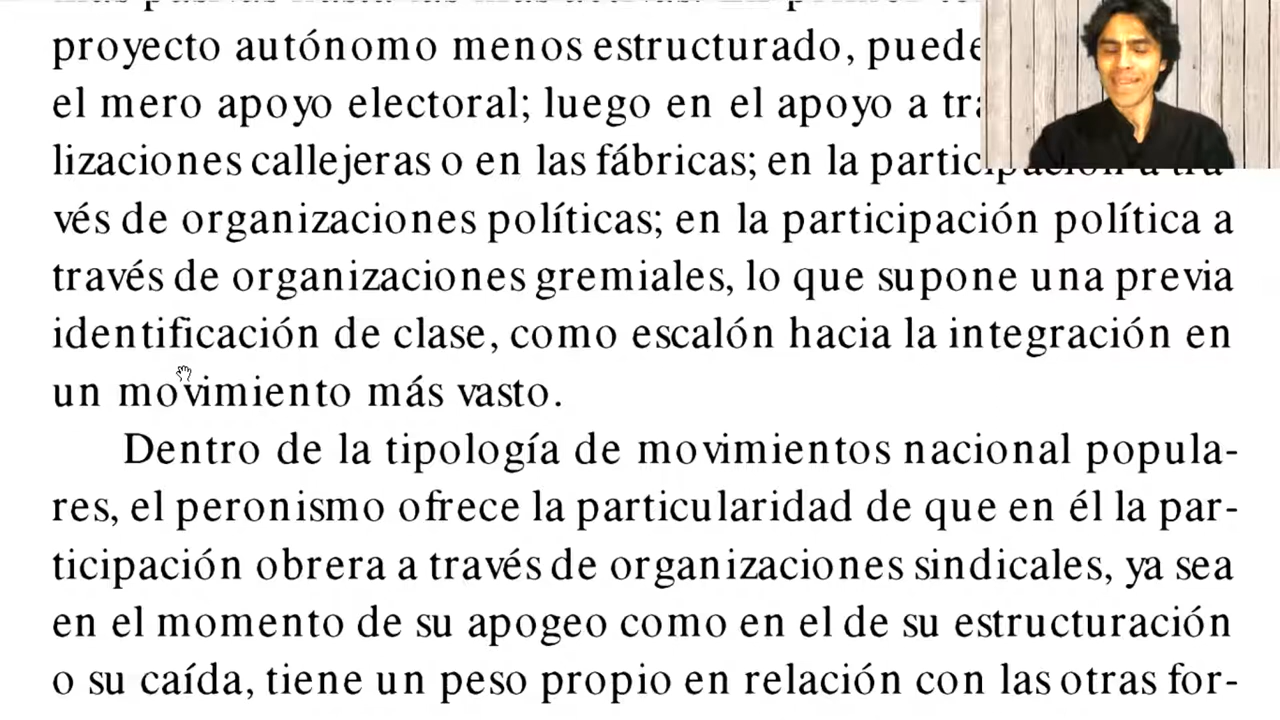 proyecto autónomo menos estructurado, puede
el mero apoyo electoral; luego en el apoyo a
lizaciones callejeras o en las fábricas; en la participación a tra-
vés de organizaciones políticas; en la participación política a
través de organizaciones gremiales, lo que supone una previa
identificación de clase, como escalón hacia la integración en
un movimiento más vasto.
Dentro de la tipología de movimientos nacional popula-
res, el peronismo ofrece la particularidad de que en él la par-
ticipación obrera a través de organizaciones sindicales, ya sea
en el momento de su apogeo como en el de su estructuración
o su caída, tiene un peso propio en relación con las otras for-